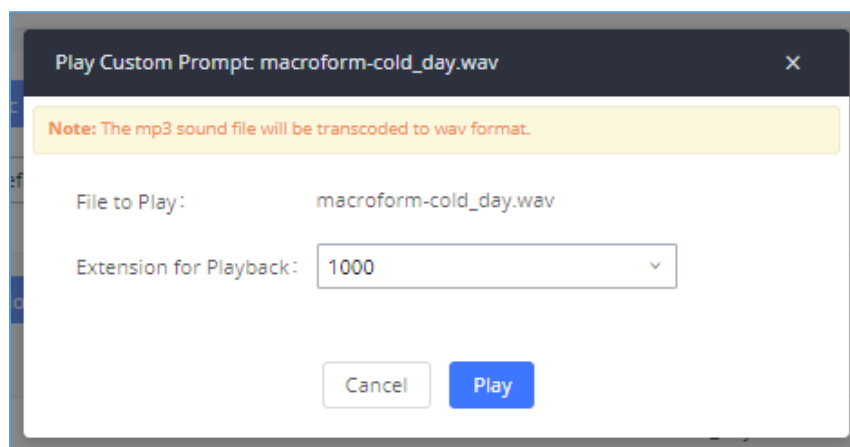 Play Custom Prompt: macroform-cold_day.wav
Note: The mp3 sound file will be transcoded to wav format.
File to Play: macroform-cold_day.wav
Extension for Playback: 1000
Cancel Play